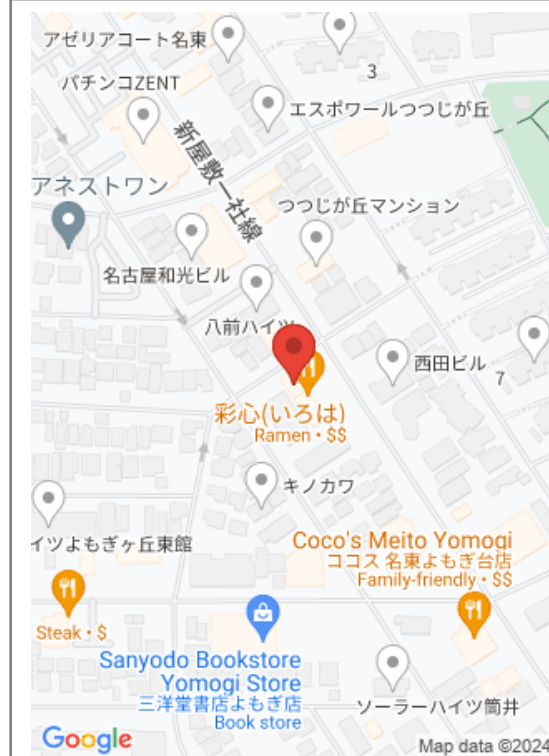 アゼリアコート名東
3
パチンコZENT
エスポワールつつじが丘
新屋敷一社線
アネストワン
つつじが丘マンション
名古屋和光ビル
八前ハイツ
西田ビル
7
彩心(いろは)
Ramen・$$
キノカワ
イツよもぎヶ丘東館
Coco's Meito Yomogi
ココス 名東よもぎ台店
Family-friendly・$$
Steak・$
Sanyodo Bookstore
Yomogi Store
三洋堂書店よもぎ店
Book store
ソーラーハイツ筒井
Google
Map data ©2024